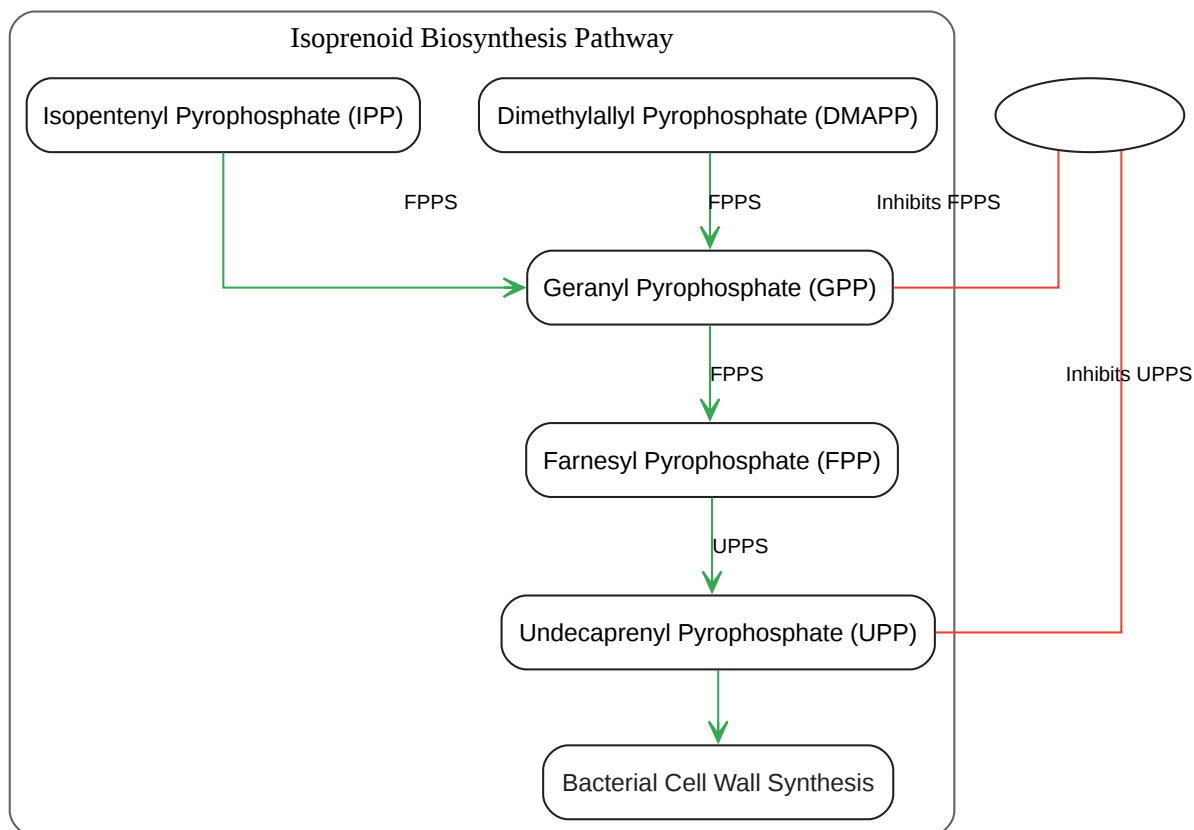 Isoprenoid Biosynthesis Pathway
Isopentenyl Pyrophosphate (IPP)
Dimethylallyl Pyrophosphate (DMAPP)
FPPS
FPPS
Inhibits FPPS
Geranyl Pyrophosphate (GPP)
FPPS
Inhibits UPPS
Farnesyl Pyrophosphate (FPP)
UPPS
Undecaprenyl Pyrophosphate (UPP)
Bacterial Cell Wall Synthesis